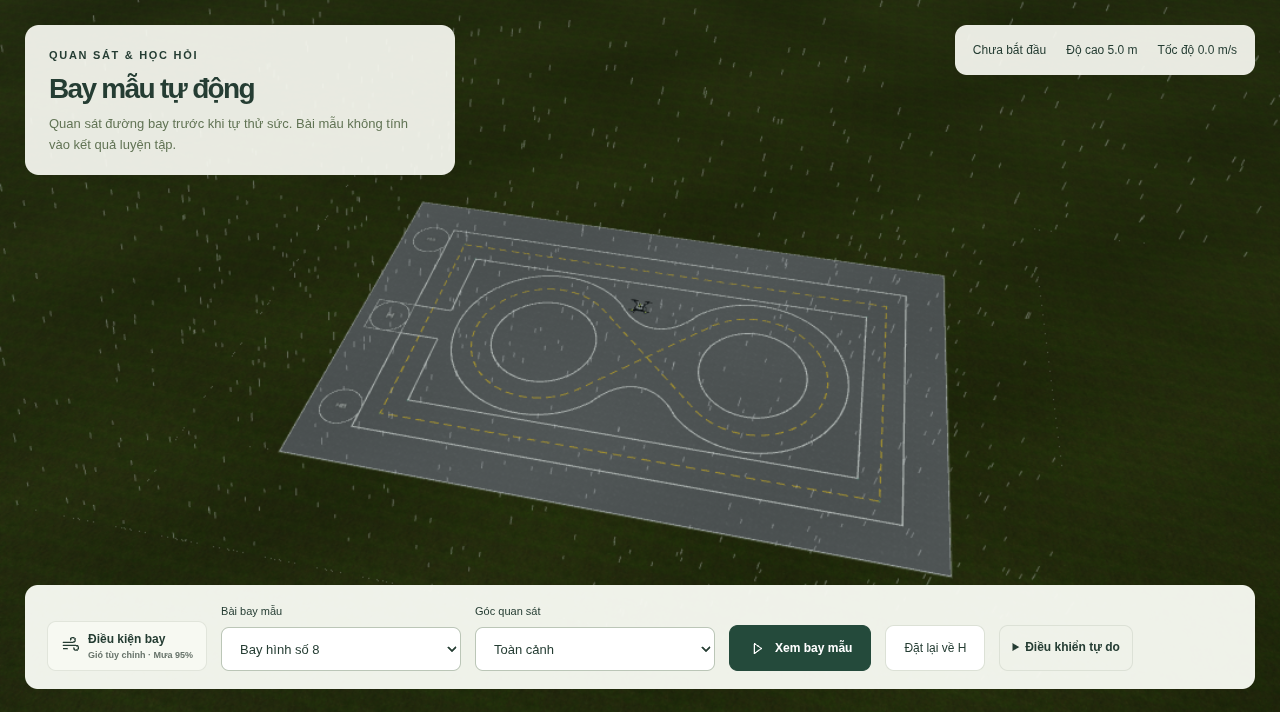 QUAN SÁT & HỌC HỎI
Bay mẫu tự động
Quan sát đường bay trước khi tự thử sức. Bài mẫu không tính
vào kết quả luyện tập.
Chưa bắt đầu Độ cao 5.0 m Tốc độ 0.0 m/s
Điều kiện bay
Gió tùy chỉnh · Mưa 95%
Bài bay mẫu
Bay hình số 8
Góc quan sát
Toàn cảnh
Xem bay mẫu
Đặt lại về H
Điều khiển tự do